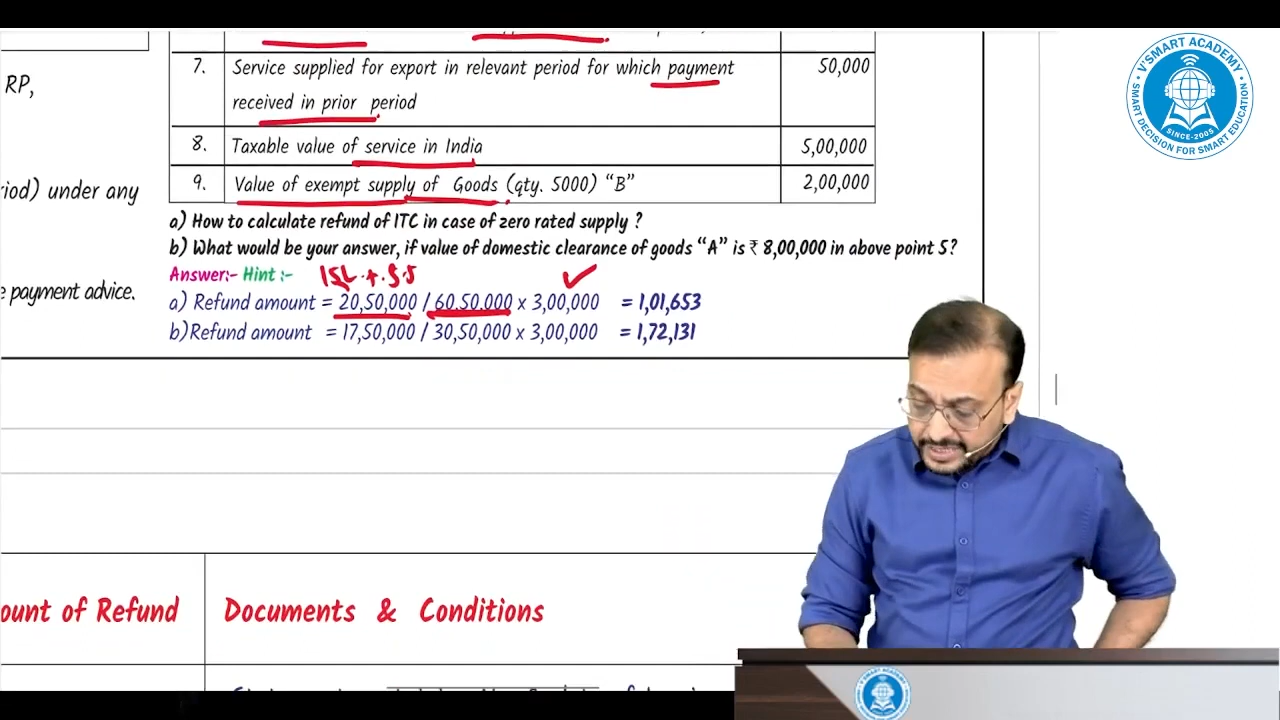 7. Service supplied for export in relevant period for which payment 50,000
RP,
received in prior period
8. Taxable value of service in India 5,00,000
iod) under any
9. Value of exempt supply of Goods (qty. 5000) “B” 2,00,000
a) How to calculate refund of ITC in case of zero rated supply ?
b) What would be your answer, if value of domestic clearance of goods “A” is ₹ 8,00,000 in above point 5?
Answer:- Hint :-
15L + 5.5
e payment advice.
a) Refund amount = 20,50,000 / 60,50,000 x 3,00,000 = 1,01,653
b)Refund amount = 17,50,000 / 30,50,000 x 3,00,000 = 1,72,131
ount of Refund
Documents & Conditions
V'SMART ACADEMY
SMART DECISION FOR SMART EDUCATION
SINCE-2005